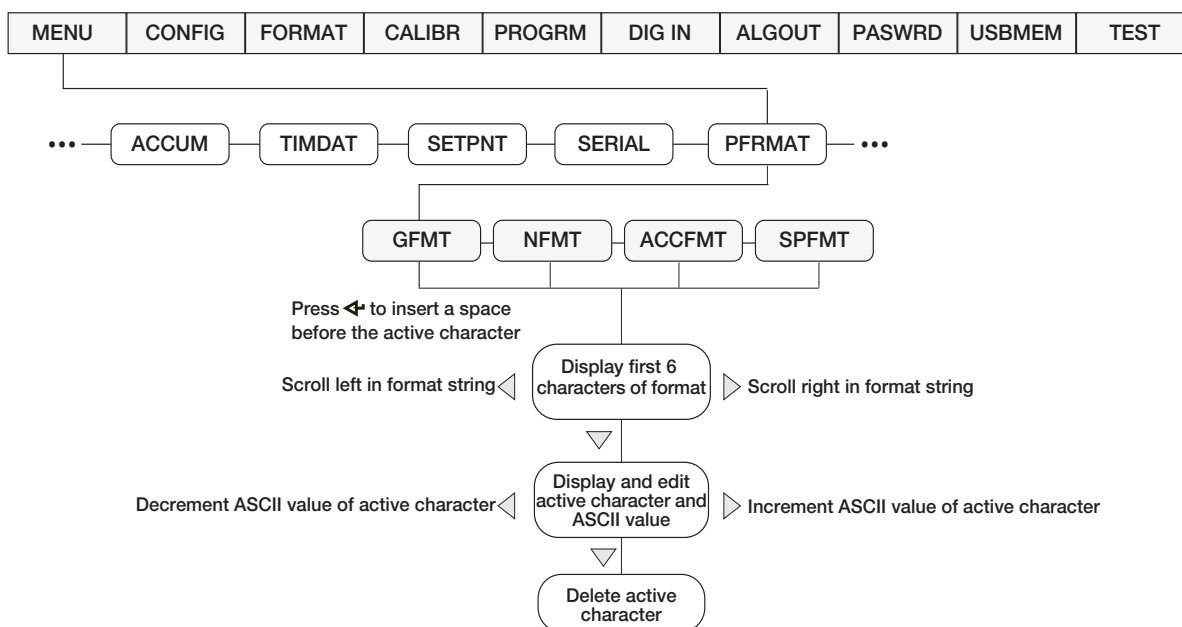 MENU CONFIG FORMAT CALIBR PROGRM DIG IN ALGOUT PASWRD USBMEM TEST
••• ACCUM TIMDAT SETPNT SERIAL PFRMAT •••
GFMT NFMT ACCFMT SPFMT
Press to insert a space
before the active character
Display first 6
characters of format
Scroll left in format string
Scroll right in format string
Display and edit
active character and
ASCII value
Decrement ASCII value of active character
Increment ASCII value of active character
Delete active
character